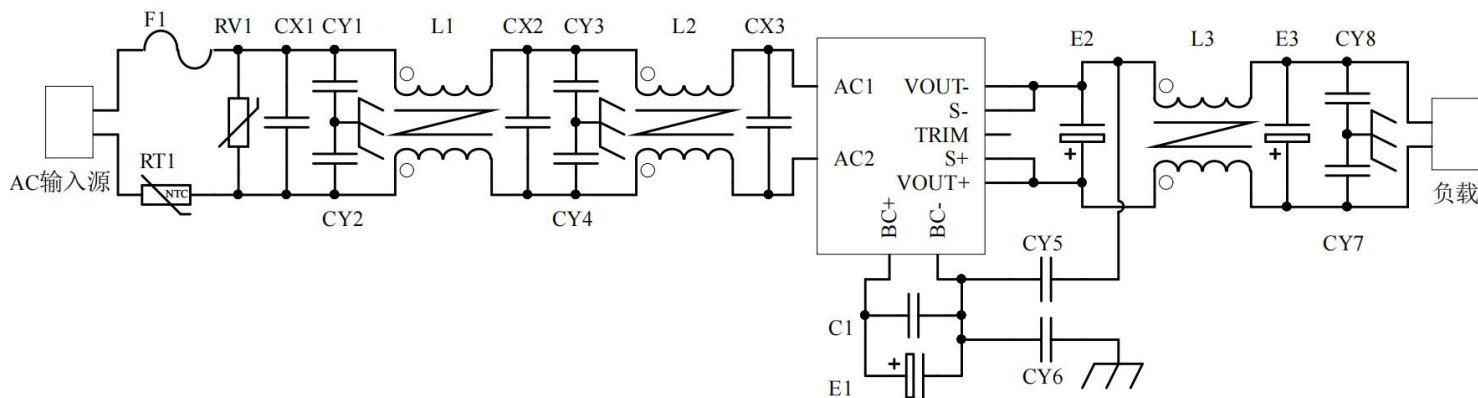 F1
RV1 CX1 CY1 L1 CX2 CY3 L2 CX3 E2 L3 E3 CY8
AC1
VOUT-
S-
TRIM
AC2
S+
VOUT+
RT1
NTC
AC输入源
负载
CY2
CY4
BC+
BC-
CY5
CY7
+
+
C1
+
E1
CY6